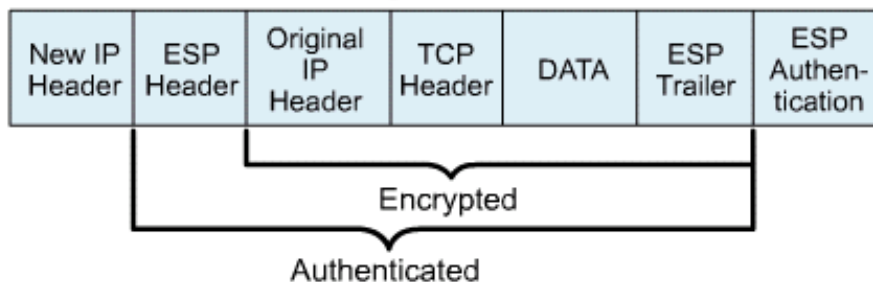 New IP
Header
ESP
Header
Original
IP
Header
TCP
Header
DATA
ESP
Trailer
ESP
Authen-
tication
Encrypted
Authenticated